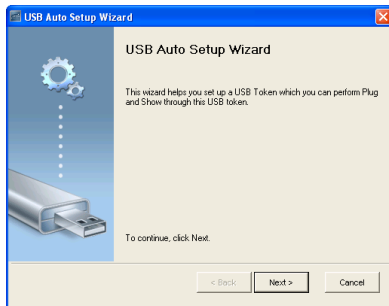 USB Auto Setup Wizard
USB Auto Setup Wizard
This wizard helps you set up a USB Token which you can perform Plug
and Show through this USB token.
To continue, click Next.
< Back
Next >
Cancel